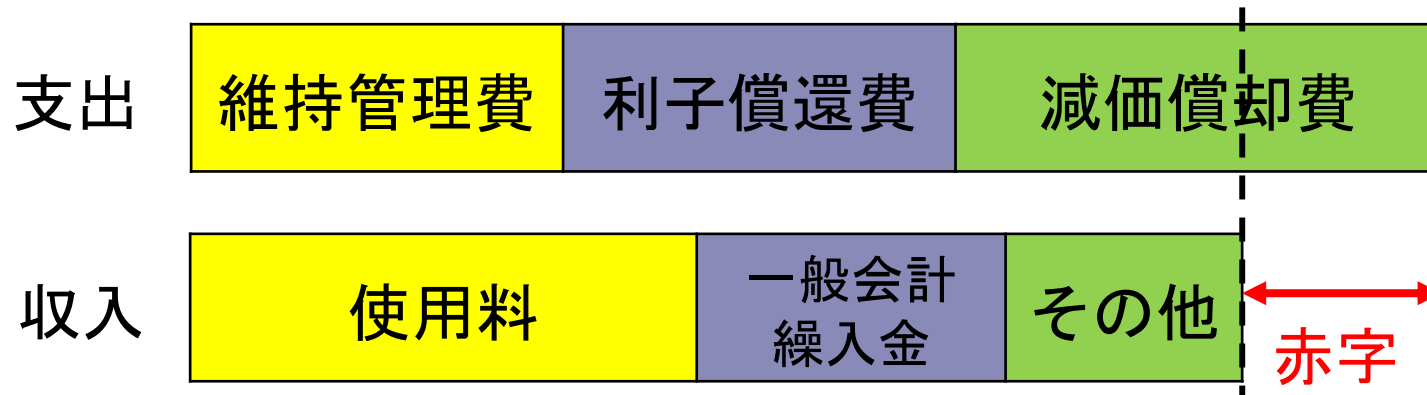 支出
維持管理費
利子償還費
減価償却費
収入
使用料
一般会計
繰入金
その他
赤字